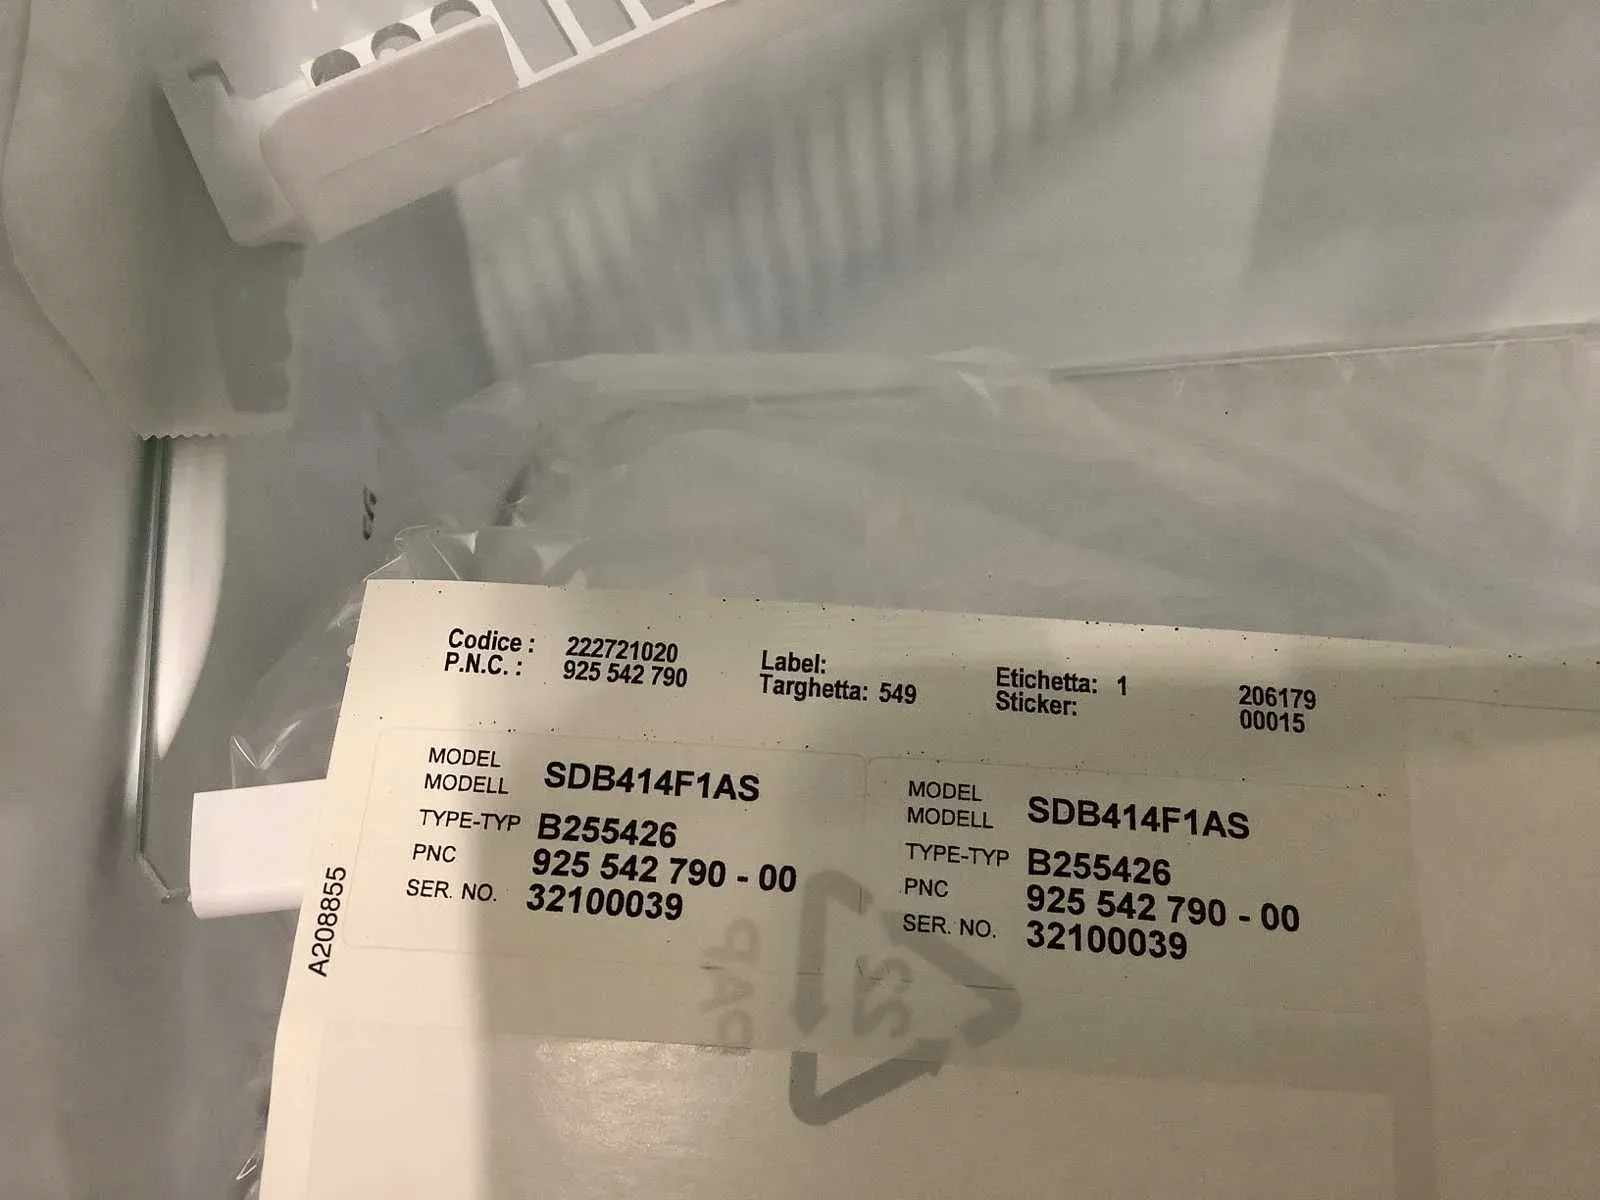 Codice : 222721020
P.N.C. : 925 542 790
Label:
Targhetta: 549
Etichetta: 1
Sticker:
206179
00015
MODEL
MODELL SDB414F1AS
TYPE-TYP B255426
PNC 925 542 790 - 00
SER. NO. 32100039
MODEL
MODELL SDB414F1AS
TYPE-TYP B255426
PNC 925 542 790 - 00
SER. NO. 32100039
A208855
22
PAP